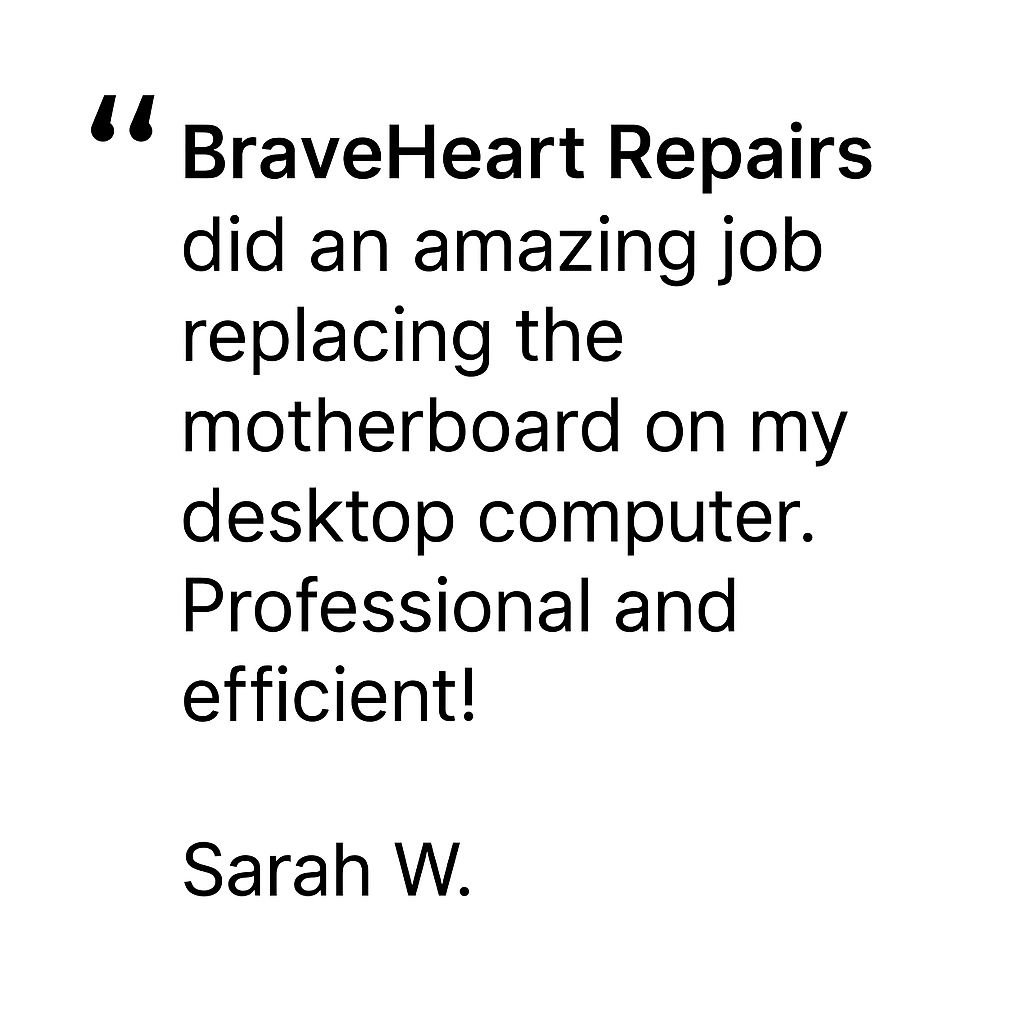 “ BraveHeart Repairs
did an amazing job
replacing the
motherboard on my
desktop computer.
Professional and
efficient!
Sarah W.